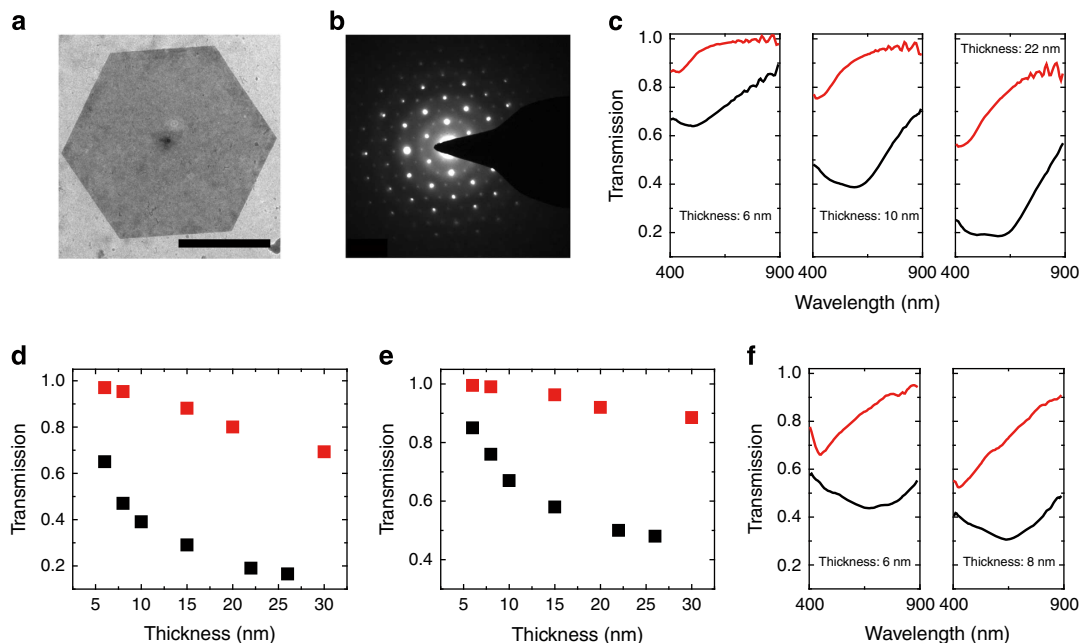 a
b
c
Transmission
1.0
0.8
0.6
0.4
0.2
Thickness: 6 nm
Thickness: 10 nm
Thickness: 22 nm
400
900
400
900
400
900
Wavelength (nm)
d
Transmission
1.0
0.8
0.6
0.4
0.2
5
10
15
20
25
30
Thickness (nm)
e
Transmission
1.0
0.8
0.6
0.4
5
10
15
20
25
30
Thickness (nm)
f
Transmission
1.0
0.8
0.6
0.4
0.2
Thickness: 6 nm
Thickness: 8 nm
400
900
400
900
Wavelength (nm)